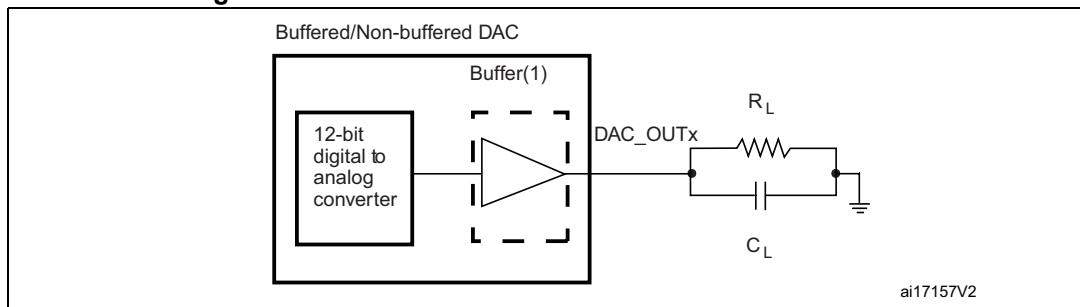 Buffered/Non-buffered DAC
Buffer(1)
12-bit
digital to
analog
converter
DAC_OUTx
R L
C L
ai17157V2